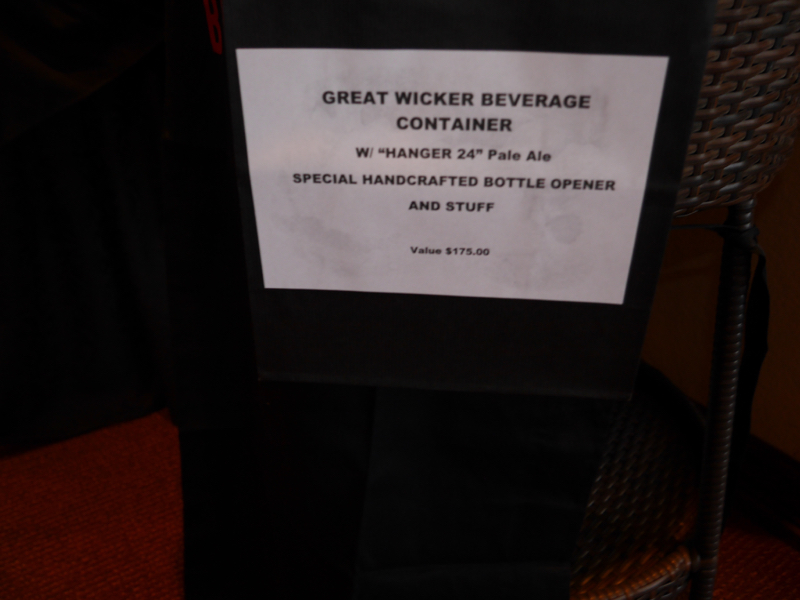 GREAT WICKER BEVERAGE
CONTAINER
W/ “HANGER 24” Pale Ale
SPECIAL HANDCRAFTED BOTTLE OPENER
AND STUFF
Value $175.00